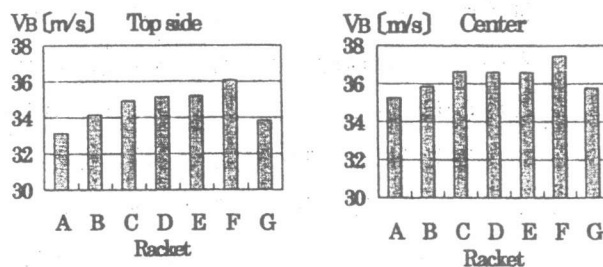 VB [m/s] Top side
38
36
34
32
30
A B C D E F G
Racket
VB [m/s] Center
38
36
34
32
30
A B C D E F G
Racket